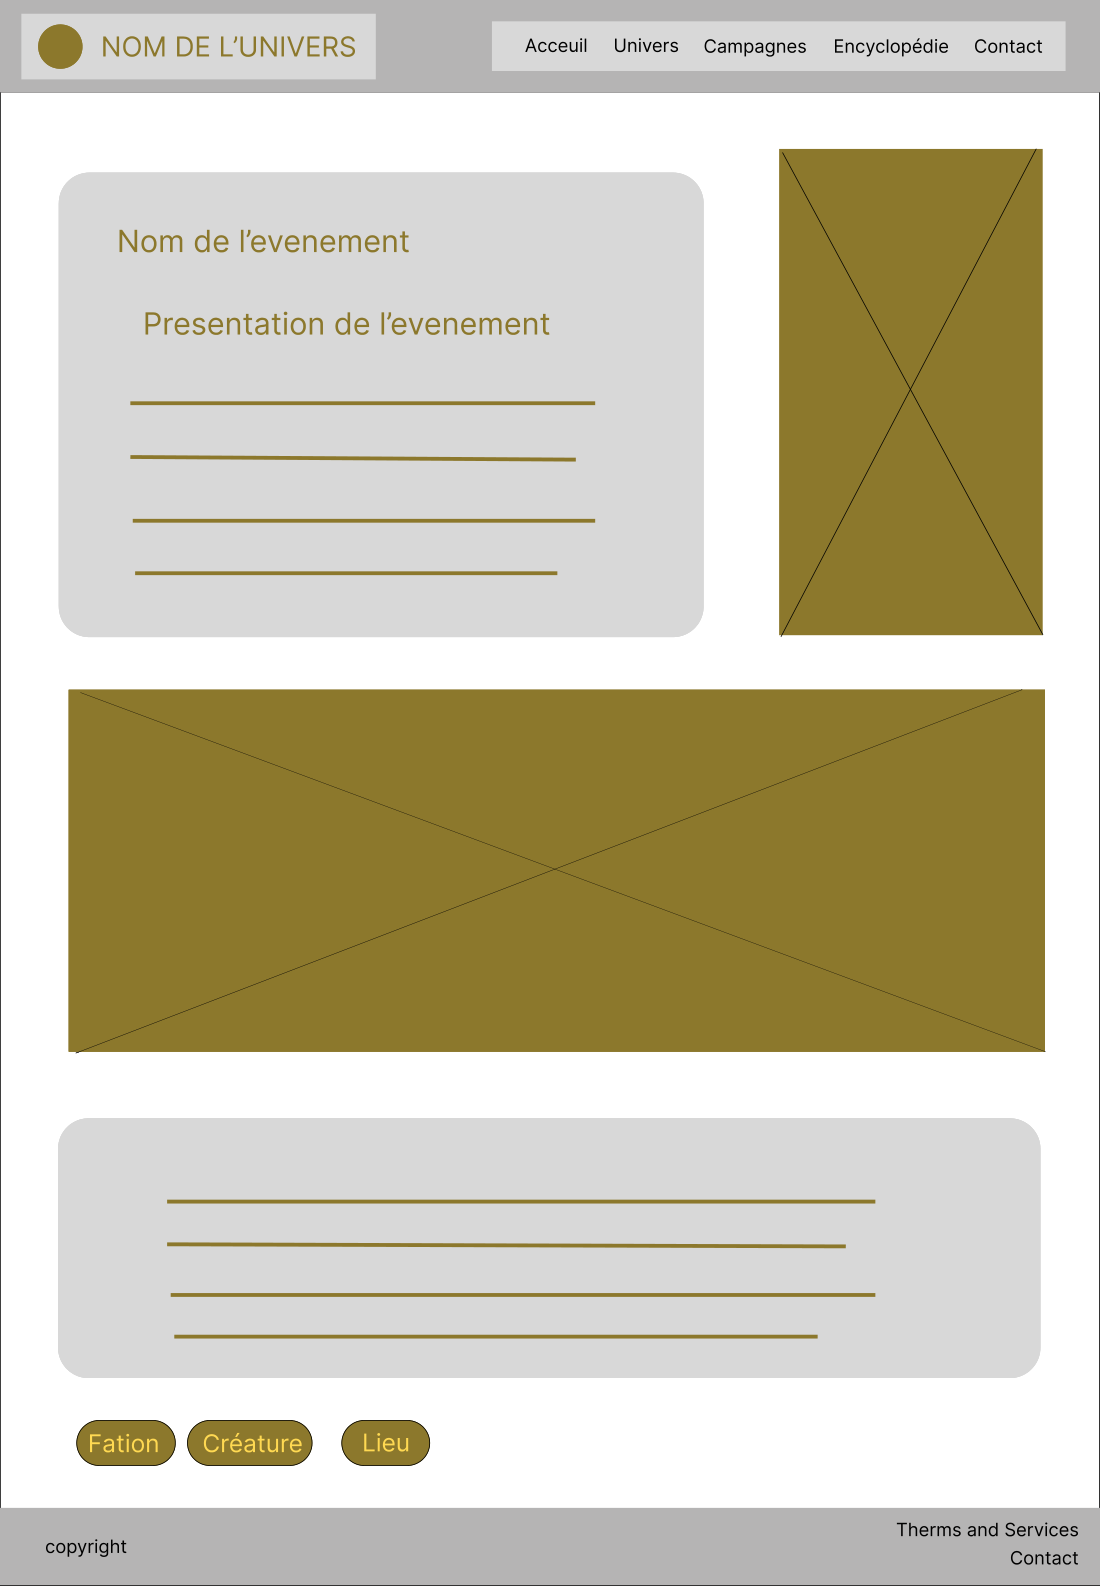 NOM DE L’UNIVERS
Acceuil Univers Campagnes Encyclopédie Contact
Nom de l’evenement
Presentation de l’evenement
Fation Créature Lieu
copyright
Therms and Services
Contact